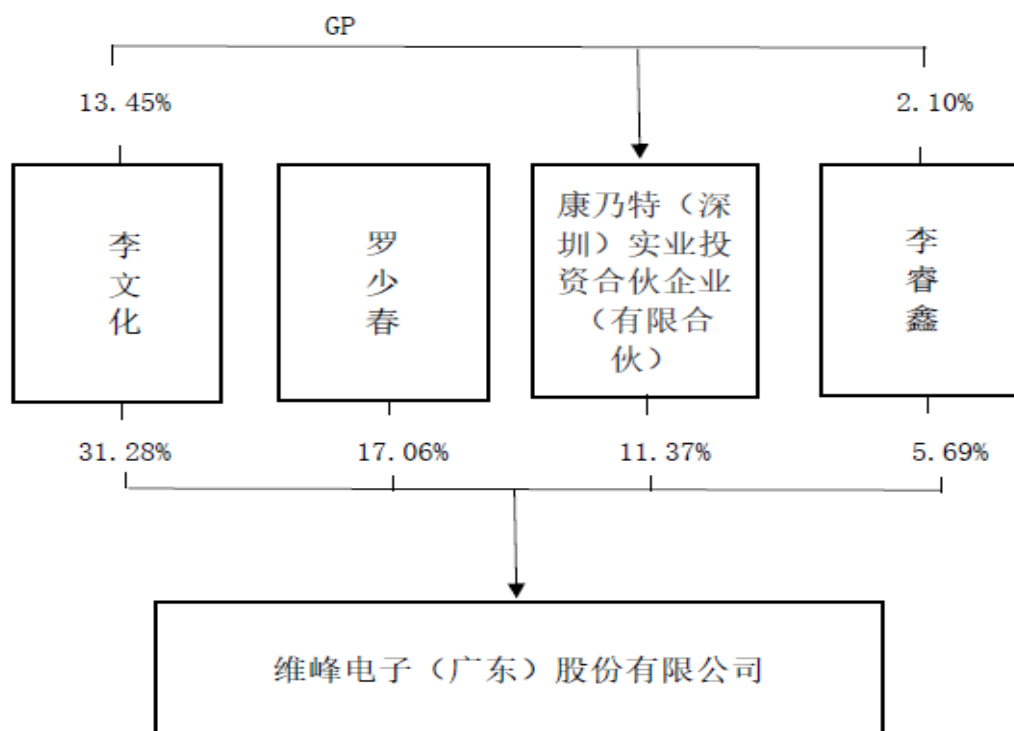 GP
13.45%
2.10%
李
文
化
罗
少
春
康乃特（深
圳）实业投
资合伙企业
（有限合
伙）
李
睿
鑫
31.28%
17.06%
11.37%
5.69%
维峰电子（广东）股份有限公司